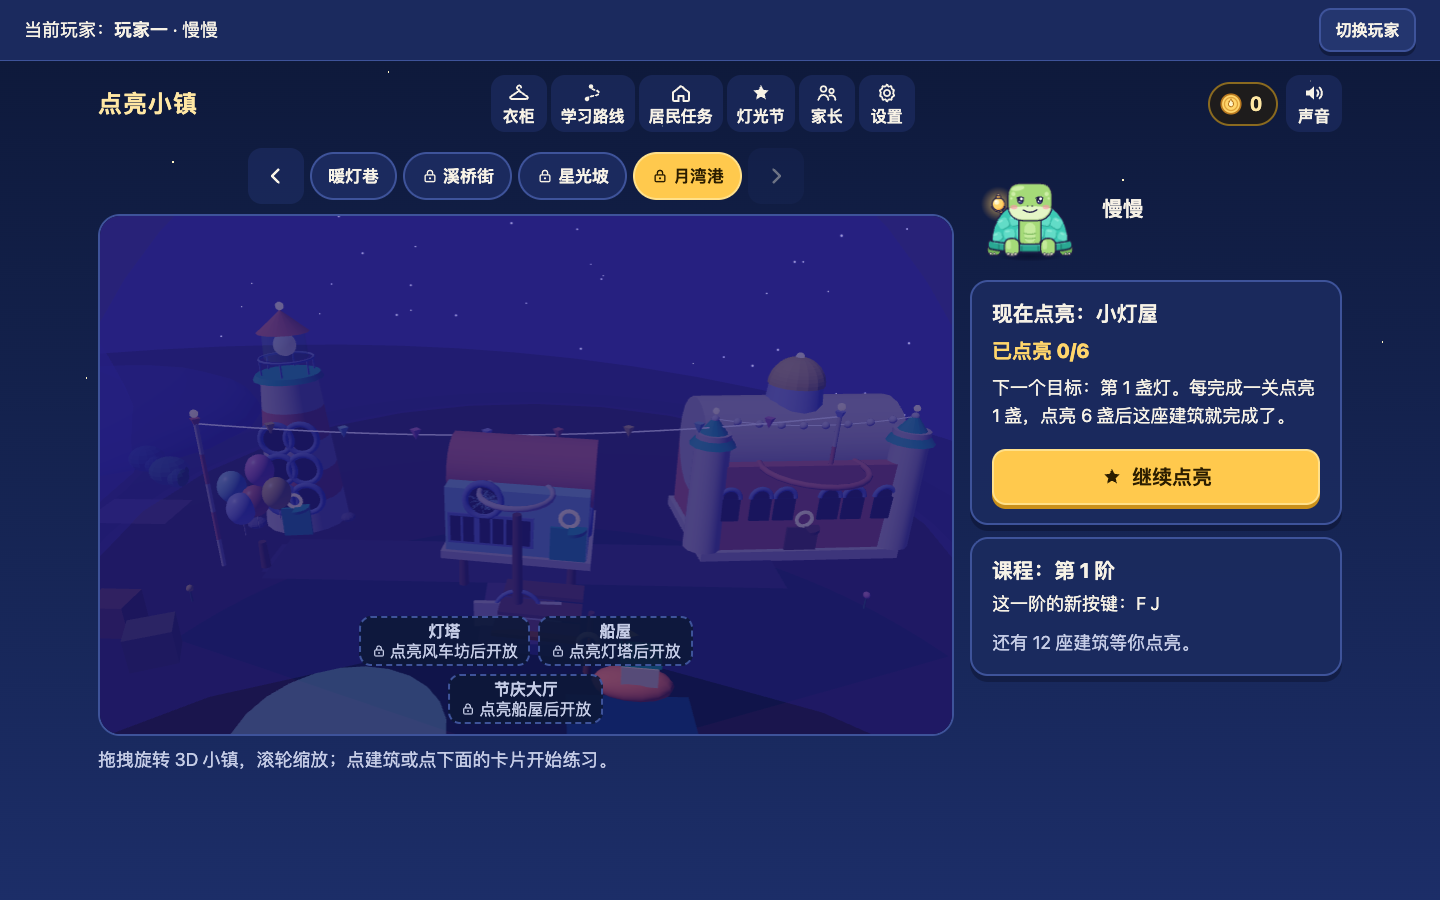 当前玩家：玩家一 · 慢慢
切换玩家
点亮小镇
衣柜
学习路线
居民任务
灯光节
家长
设置
0
声音
暖灯巷
溪桥街
星光坡
月湾港
慢慢
现在点亮：小灯屋
已点亮 0/6
下一个目标：第 1 盏灯。每完成一关点亮
1 盏，点亮 6 盏后这座建筑就完成了。
继续点亮
课程：第 1 阶
这一阶的新按键：F J
还有 12 座建筑等你点亮。
灯塔
点亮风车坊后开放
船屋
点亮灯塔后开放
节庆大厅
点亮船屋后开放
拖拽旋转 3D 小镇，滚轮缩放；点建筑或点下面的卡片开始练习。